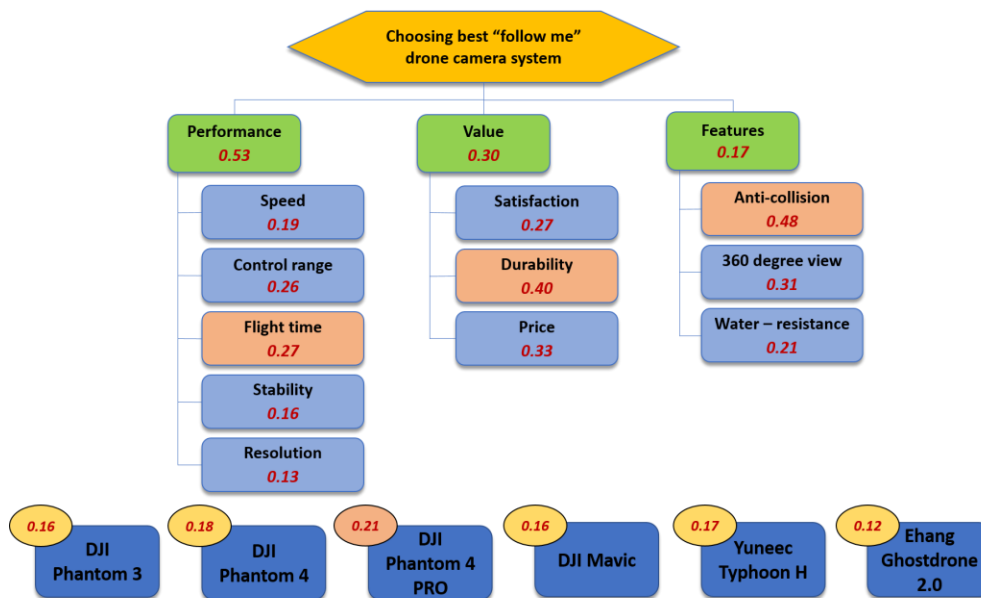 Choosing best “follow me”
drone camera system
Performance
0.53
Value
0.30
Features
0.17
Speed
0.19
Control range
0.26
Flight time
0.27
Stability
0.16
Resolution
0.13
Satisfaction
0.27
Durability
0.40
Price
0.33
Anti-collision
0.48
360 degree view
0.31
Water – resistance
0.21
0.16
DJI
Phantom 3
0.18
DJI
Phantom 4
0.21
DJI
Phantom 4
PRO
0.16
DJI Mavic
0.17
Yuneec
Typhoon H
0.12
Ehang
Ghostdrone
2.0